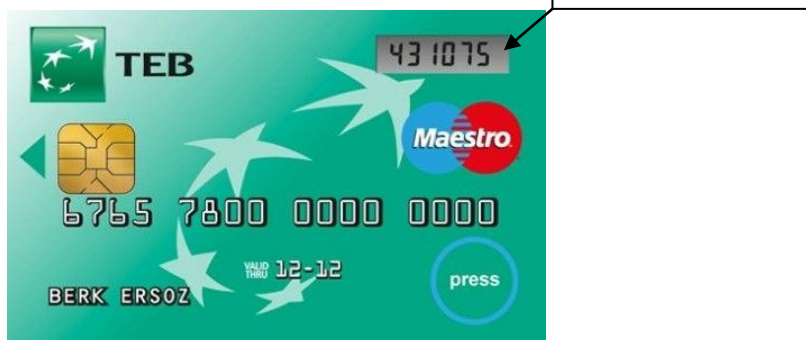 TEB
431075
Maestro
6765 7800 0000 0000
VALID THRU 12-12
BERK ERSOZ
press